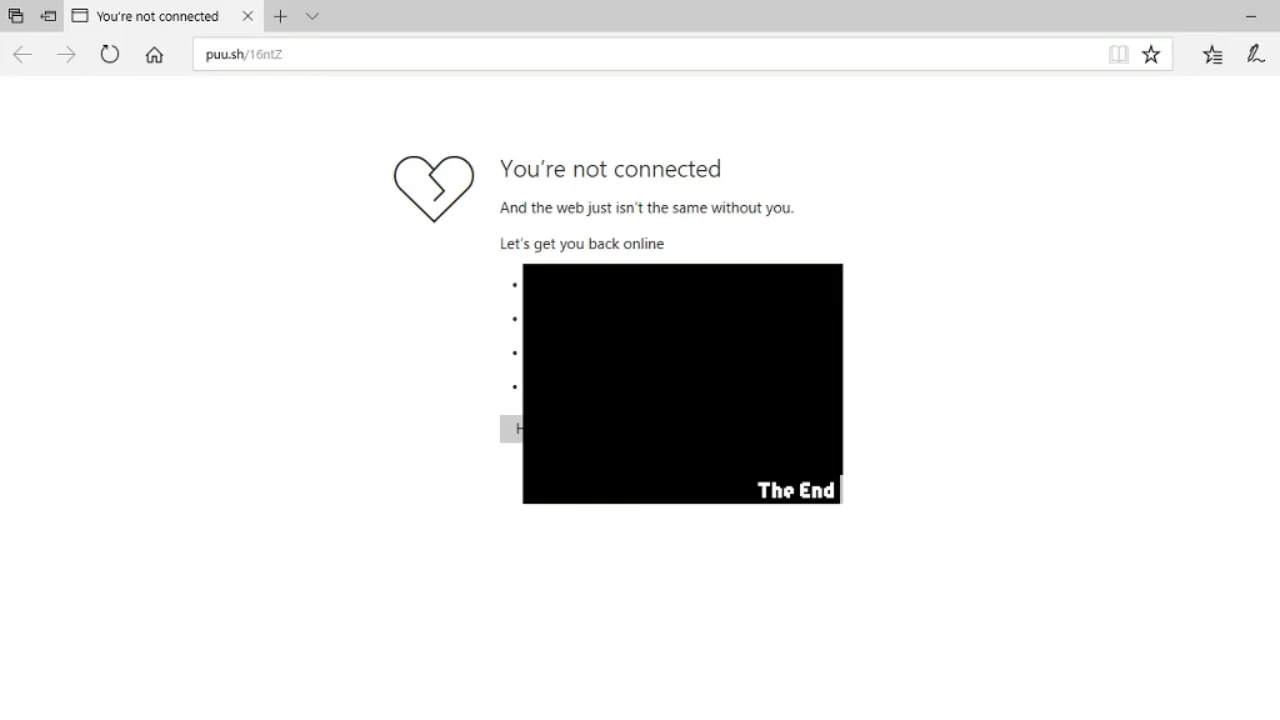 You're not connected
puu.sh/16ntZ
You're not connected
And the web just isn't the same without you.
Let's get you back online
H
The End